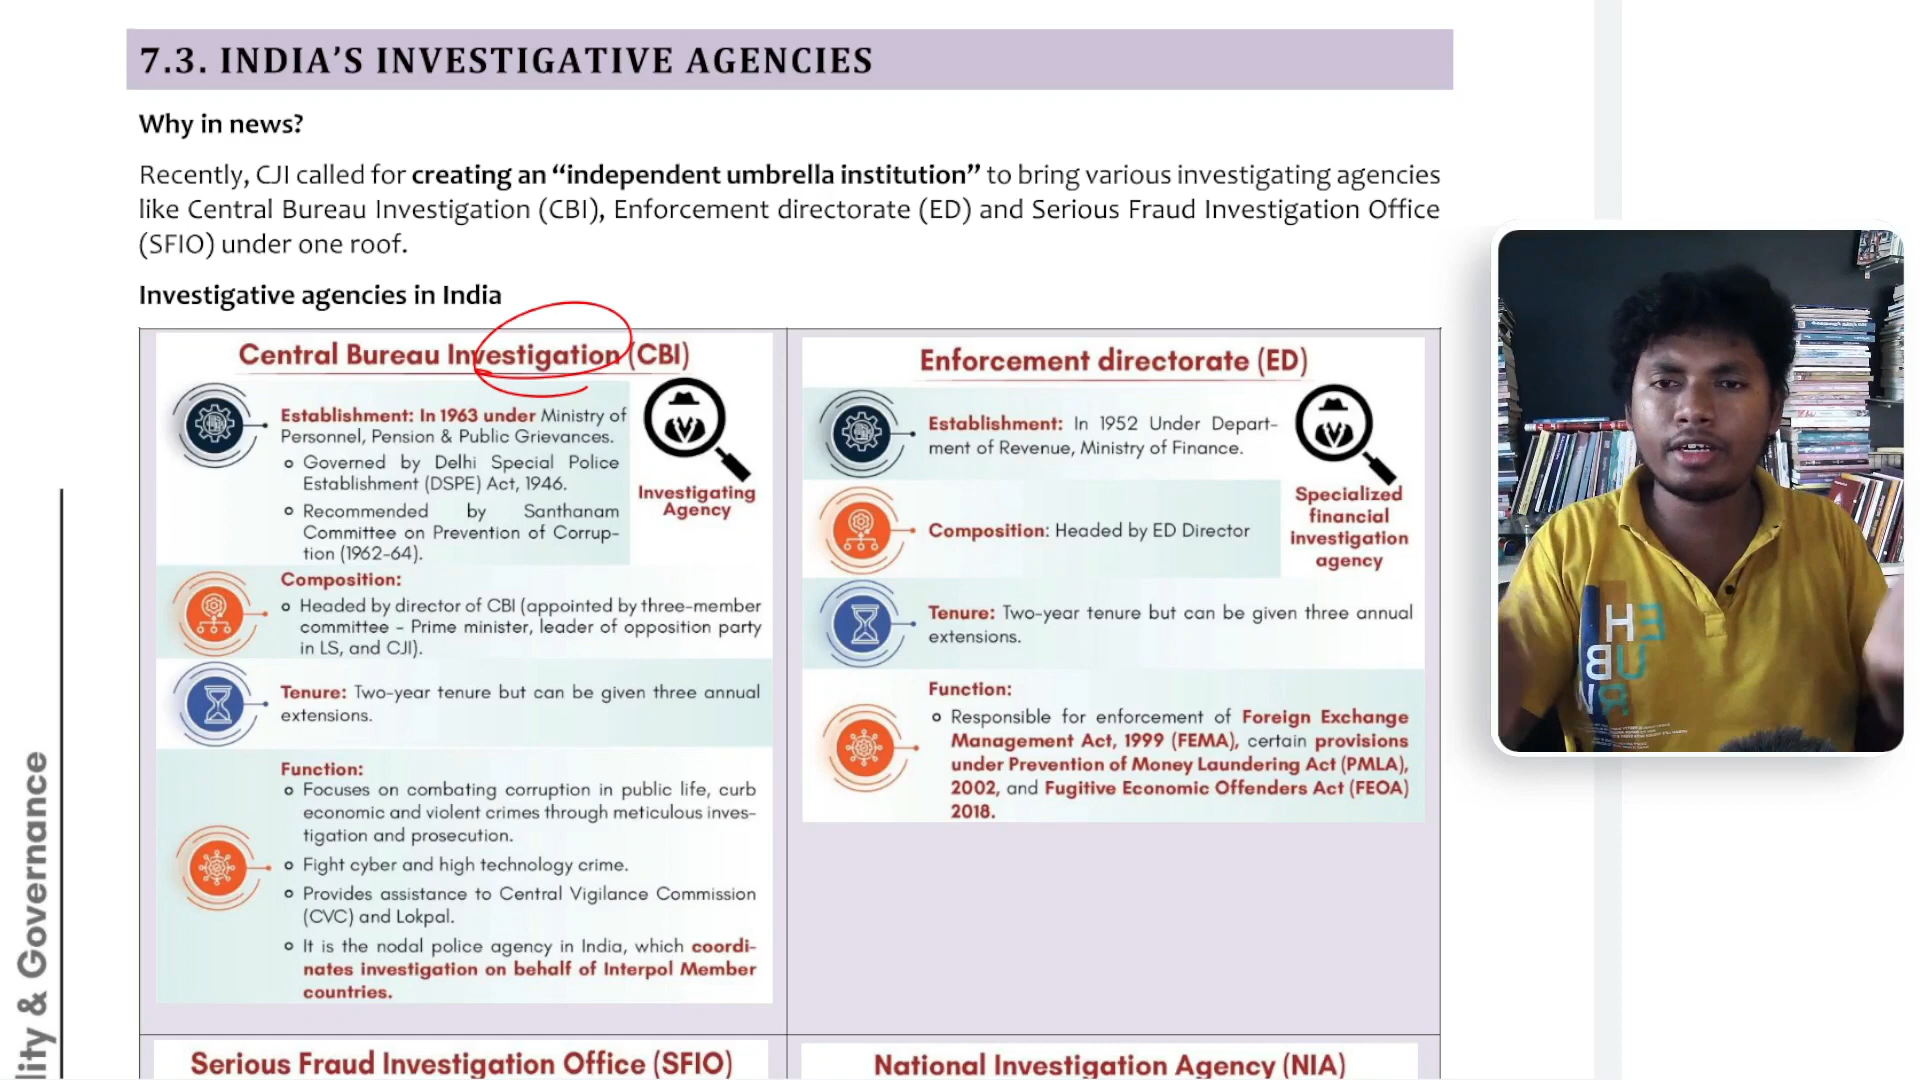 7.3. INDIA’S INVESTIGATIVE AGENCIES
Why in news?
Recently, CJI called for creating an “independent umbrella institution” to bring various investigating agencies
like Central Bureau Investigation (CBI), Enforcement directorate (ED) and Serious Fraud Investigation Office
(SFIO) under one roof.
Investigative agencies in India
Central Bureau Investigation (CBI)
Establishment: In 1963 under Ministry of
Personnel, Pension & Public Grievances.
Governed by Delhi Special Police
Establishment (DSPE) Act, 1946.
Recommended by Santhanam
Committee on Prevention of Corrup-
tion (1962-64).
Investigating
Agency
Composition:
Headed by director of CBI (appointed by three-member
committee - Prime minister, leader of opposition party
in LS, and CJI).
Tenure: Two-year tenure but can be given three annual
extensions.
Function:
Focuses on combating corruption in public life, curb
economic and violent crimes through meticulous inves-
tigation and prosecution.
Fight cyber and high technology crime.
Provides assistance to Central Vigilance Commission
(CVC) and Lokpal.
It is the nodal police agency in India, which coordi-
nates investigation on behalf of Interpol Member
countries.
Enforcement directorate (ED)
Establishment: In 1952 Under Depart-
ment of Revenue, Ministry of Finance.
Specialized
financial
investigation
agency
Composition: Headed by ED Director
Tenure: Two-year tenure but can be given three annual
extensions.
Function:
Responsible for enforcement of Foreign Exchange
Management Act, 1999 (FEMA), certain provisions
under Prevention of Money Laundering Act (PMLA),
2002, and Fugitive Economic Offenders Act (FEOA)
2018.
Serious Fraud Investigation Office (SFIO)
National Investigation Agency (NIA)
lity & Governance